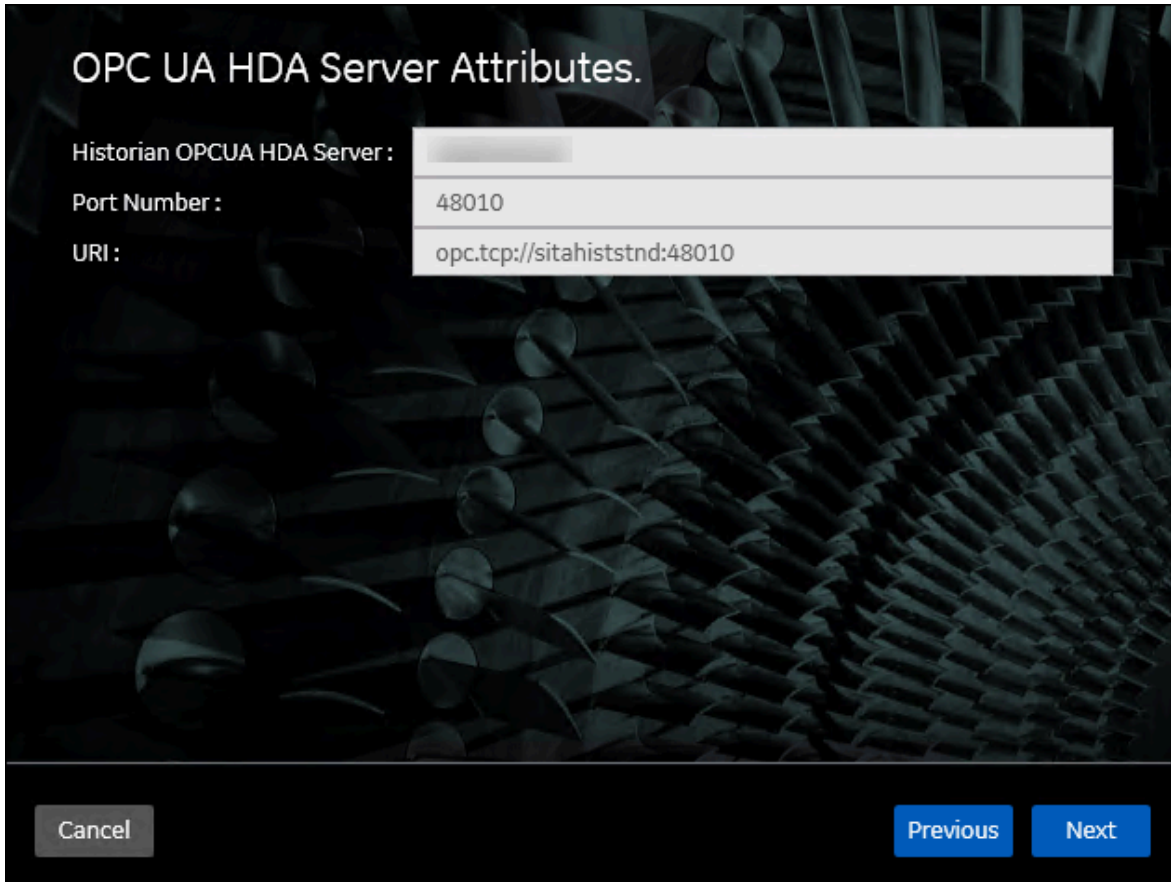 OPC UA HDA Server Attributes.
Historian OPCUA HDA Server :
Port Number : 48010
URI : opc.tcp://sitahiststnd:48010
Cancel Previous Next